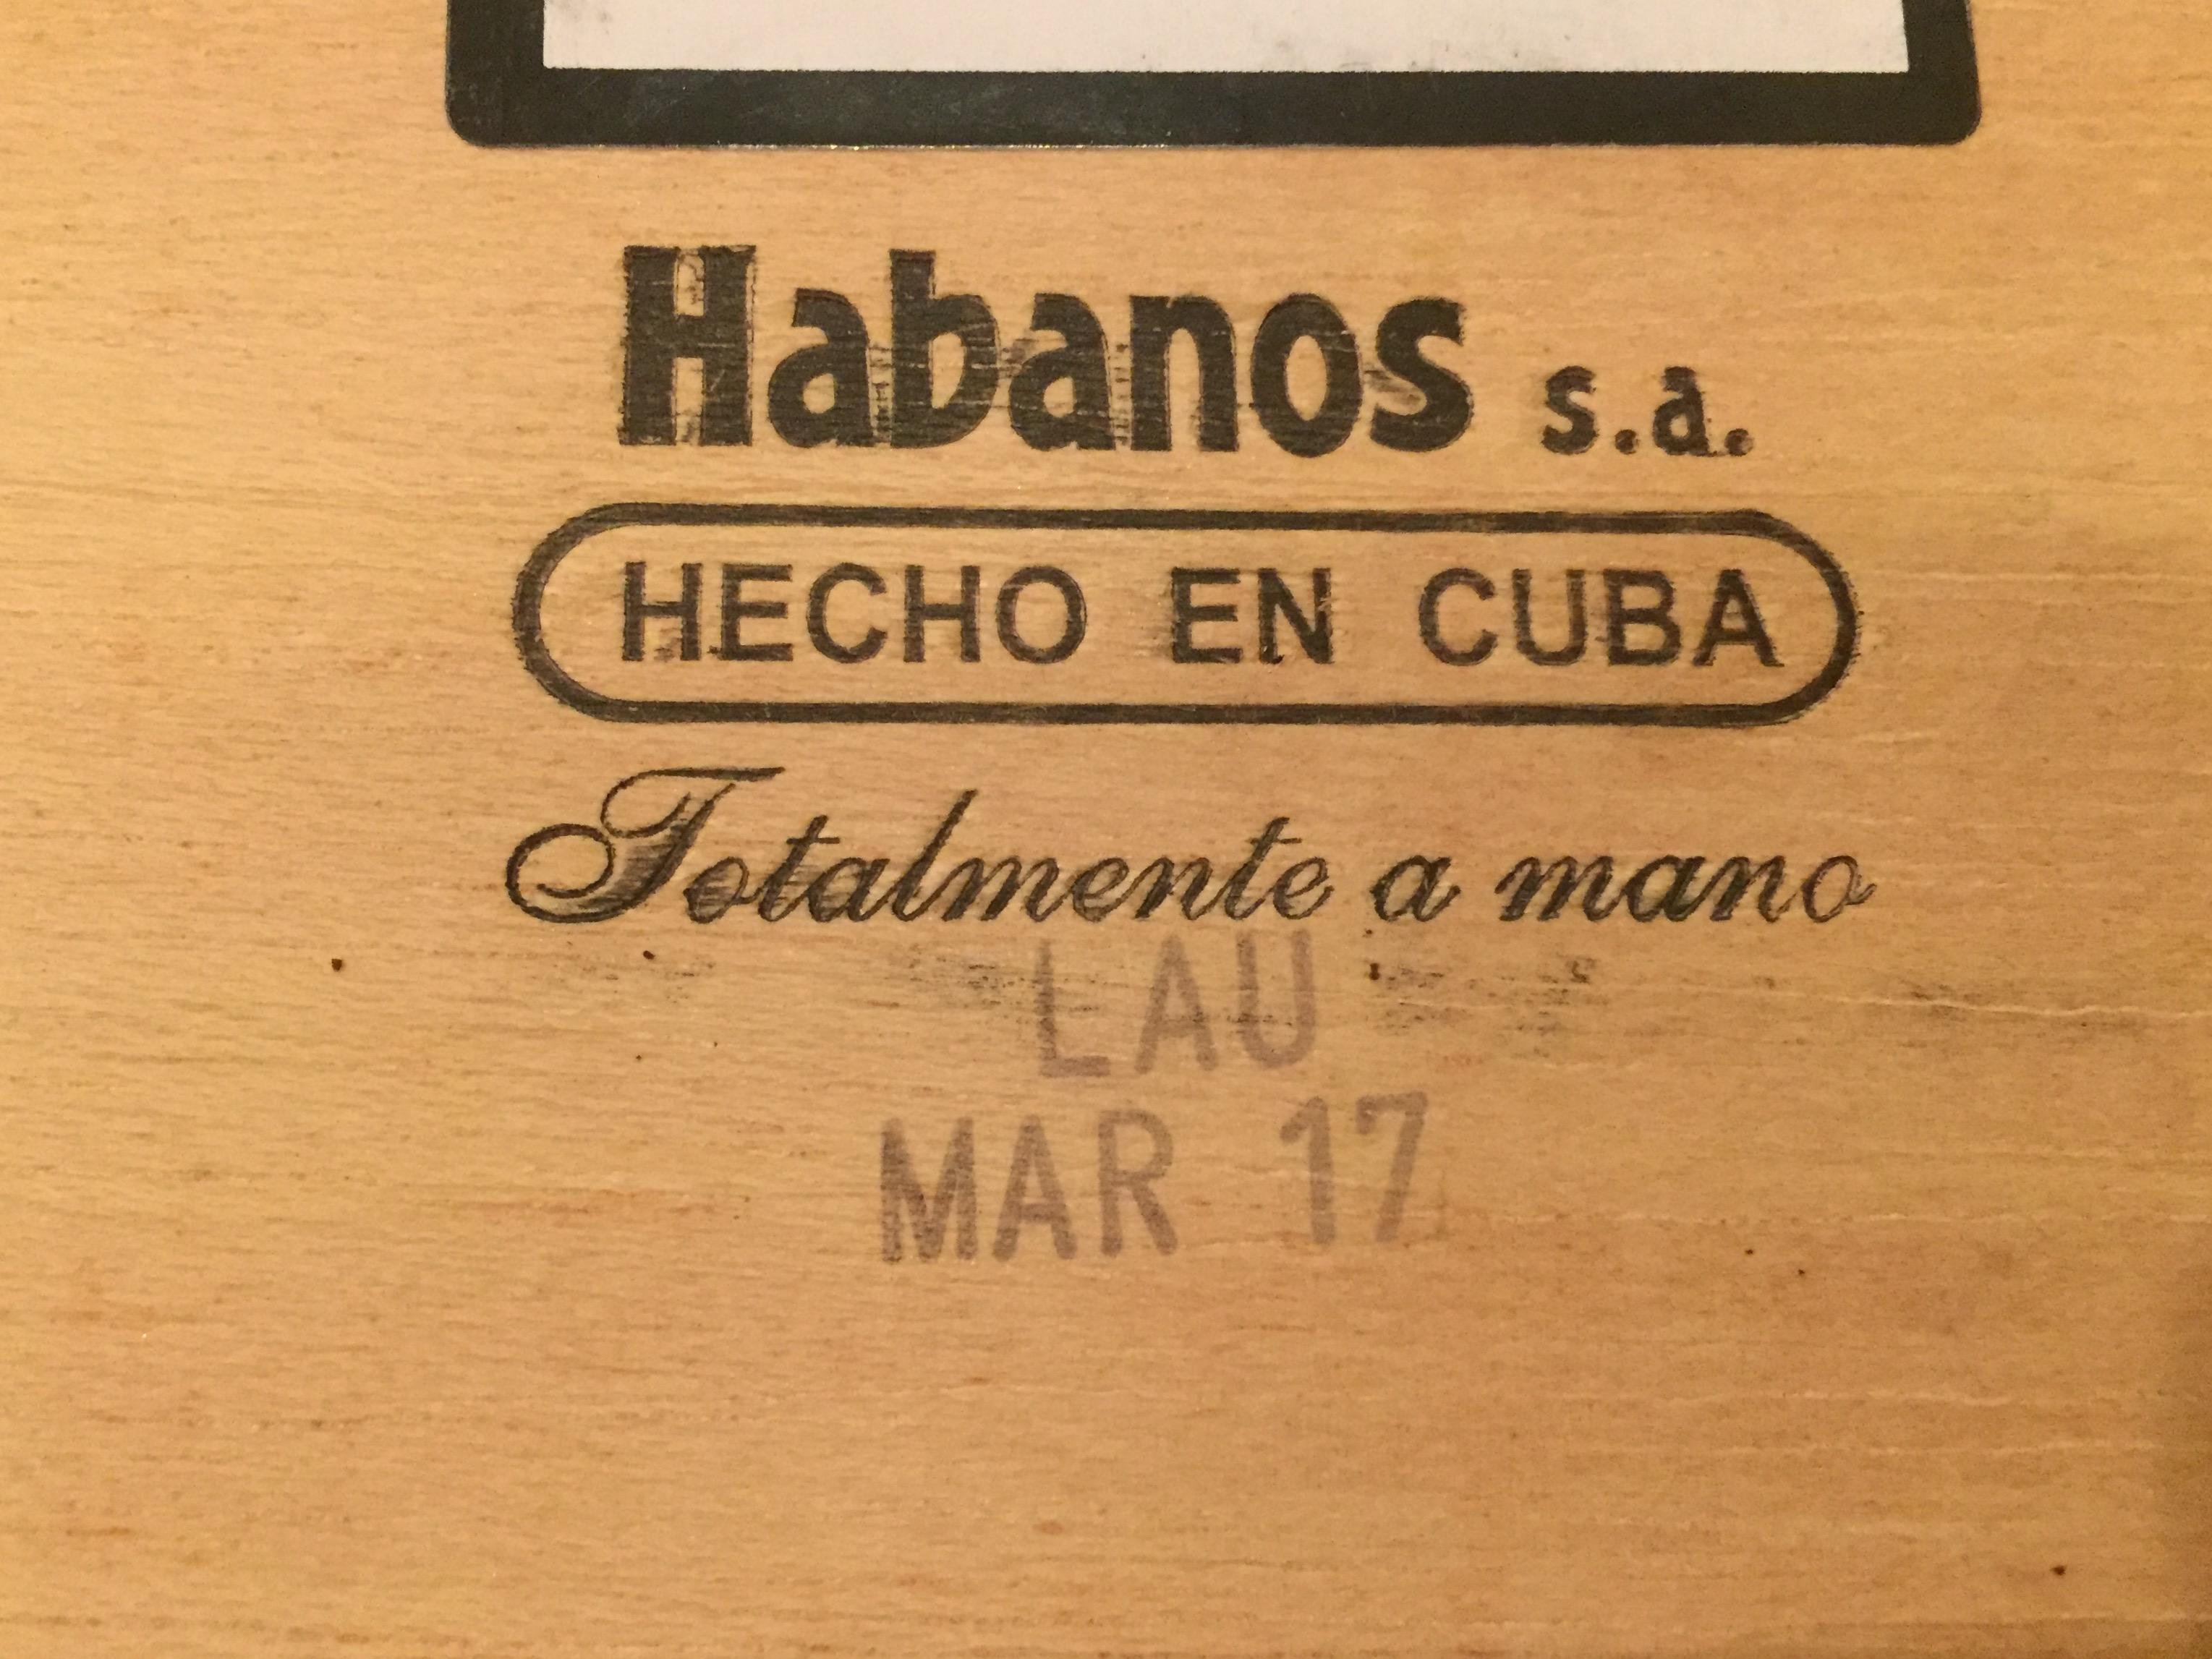 Habanos s.a.
HECHO EN CUBA
Totalmente a mano
LAU
MAR 17